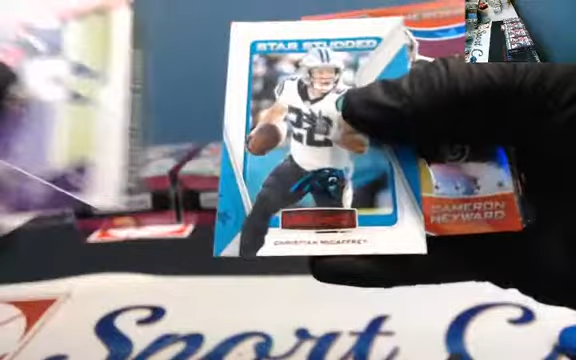 STAR STUDDED
22
CHRISTIAN McCAFFREY
CAMERON
HEYWARD
Sport C